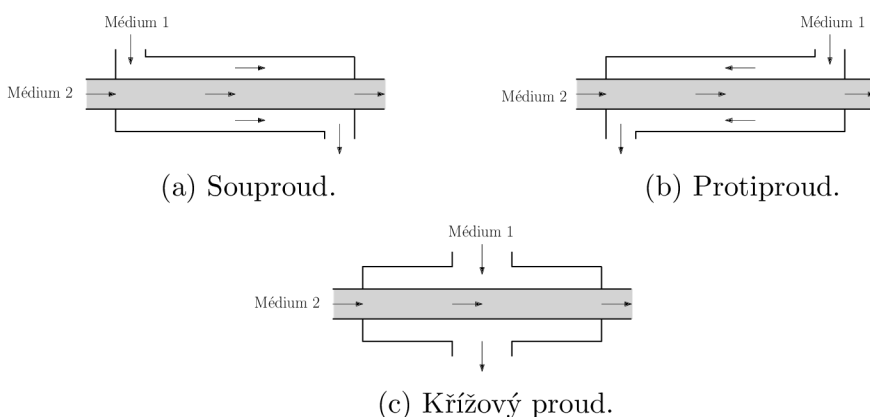 Médium 1
Médium 2
(a) Souproud.
Médium 1
Médium 2
(b) Protiproud.
Médium 1
Médium 2
(c) Křížový proud.